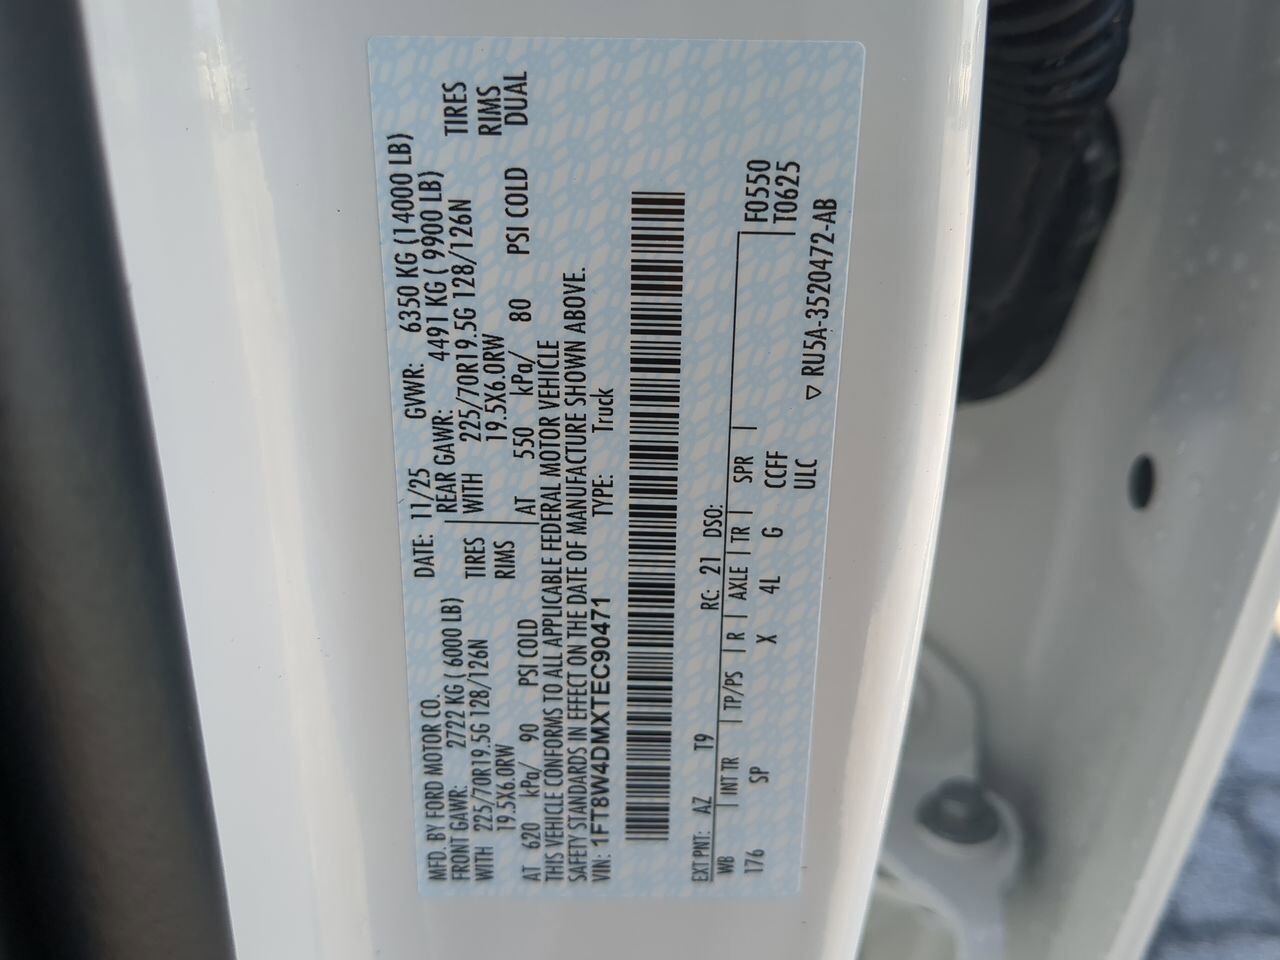 MFD. BY FORD MOTOR CO.
DATE: 11/25 GVWR: 6350 KG (14000 LB)
FRONT GAWR: 2722 KG (6000 LB)
REAR GAWR: 4491 KG ( 9900 LB)
WITH 225/70R19.5G 128/126N TIRES
WITH 225/70R19.5G 128/126N TIRES
19.5X6.0RW RIMS
19.5X6.0RW RIMS
AT 620 kPa/ 90 PSI COLD
AT 550 kPa/ 80 PSI COLD DUAL
THIS VEHICLE CONFORMS TO ALL APPLICABLE FEDERAL MOTOR VEHICLE
SAFETY STANDARDS IN EFFECT ON THE DATE OF MANUFACTURE SHOWN ABOVE.
VIN: 1FT8W4DMXTEC90471 TYPE: Truck
EXT PNT: AZ T9 RC: 21 DSO:
WB INT TR TP/PS R AXLE TR SPR F0550
176 SP X 4L G CCFF T0625
ULC ▽ RU5A-3520472-AB